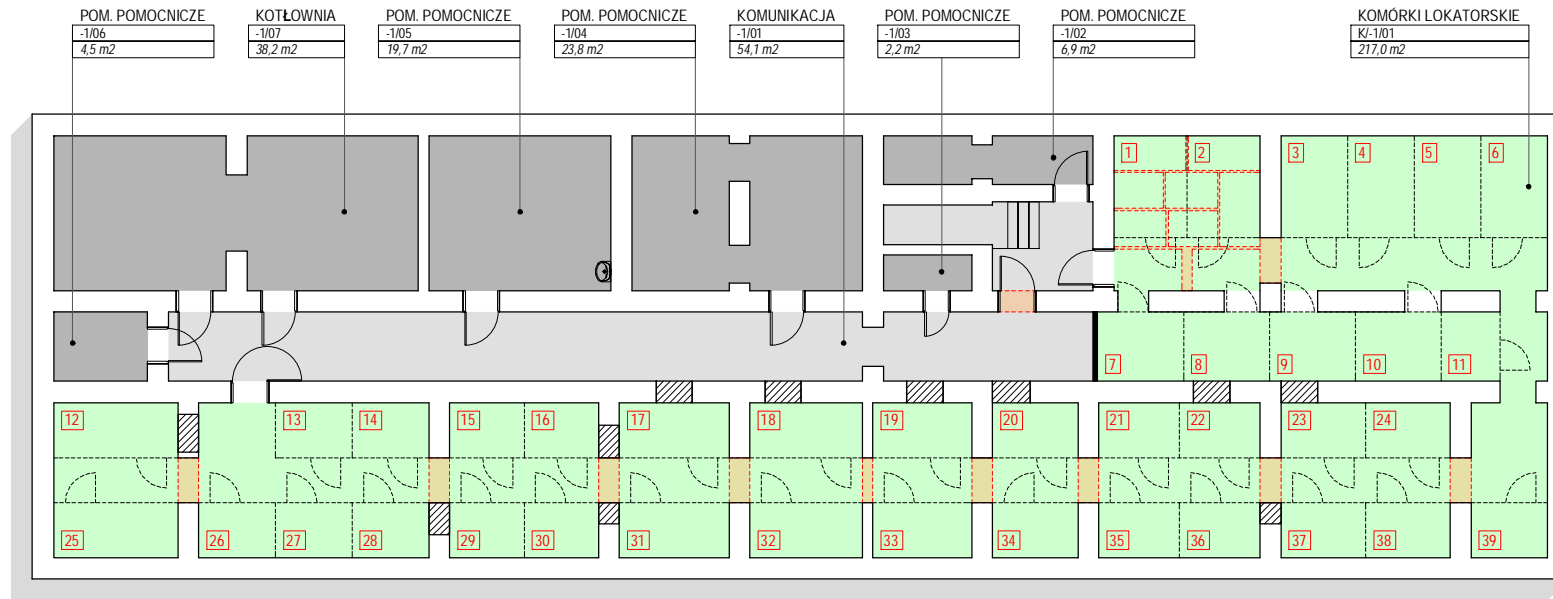 POM. POMOCNICZE
-1/06
4,5 m2
KOTŁOWNIA
-1/07
38,2 m2
POM. POMOCNICZE
-1/05
19,7 m2
POM. POMOCNICZE
-1/04
23,8 m2
KOMUNIKACJA
-1/01
54,1 m2
POM. POMOCNICZE
-1/03
2,2 m2
POM. POMOCNICZE
-1/02
6,9 m2
KOMÓRKI LOKATORSKIE
K/-1/01
217,0 m2
1 2 3 4 5 6
7 8 9 10 11
12 13 14 15 16 17 18 19 20 21 22 23 24
25 26 27 28 29 30 31 32 33 34 35 36 37 38 39